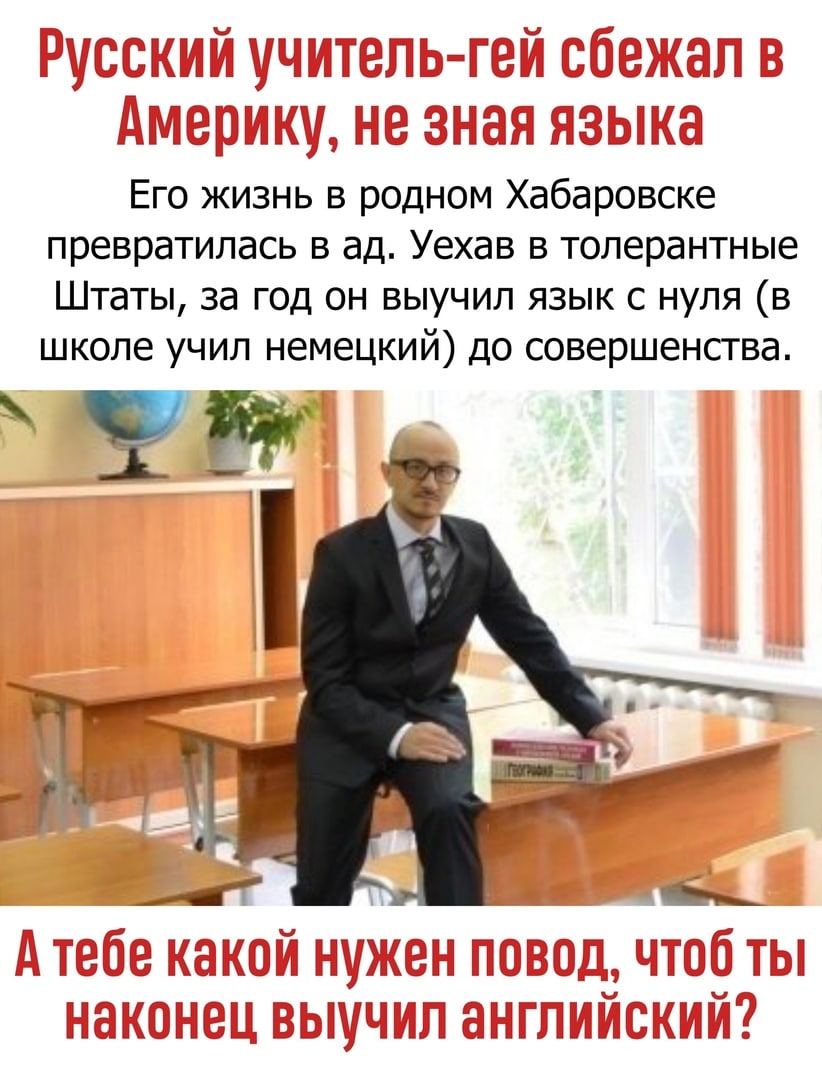 Русский учитель-гей сбежал в
Америку, не зная языка
Его жизнь в родном Хабаровске
превратилась в ад. Уехав в толерантные
Штаты, за год он выучил язык с нуля (в
школе учил немецкий) до совершенства.
ГЕОГРАФИЯ
А тебе какой нужен повод, чтоб ты
наконец выучил английский?